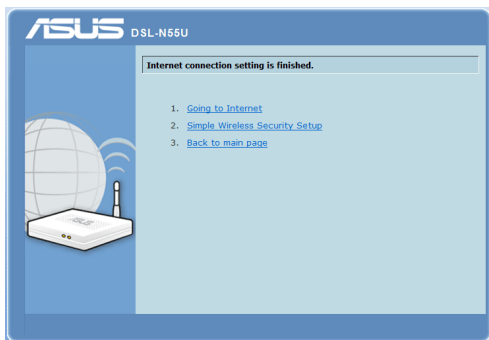 ASUS DSL-N55U
Internet connection setting is finished.
1. Going to Internet
2. Simple Wireless Security Setup
3. Back to main page
ASUS